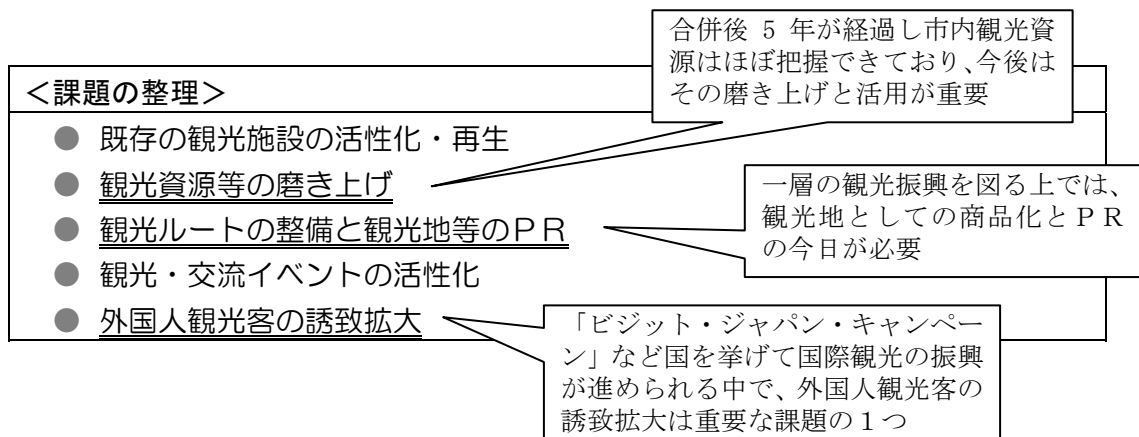 合併後 5 年が経過し市内観光資
源はほぼ把握できており、今後は
その磨き上げと活用が重要
<課題の整理>
● 既存の観光施設の活性化・再生
● 観光資源等の磨き上げ
一層の観光振興を図る上では、
観光地としての商品化とPR
の今日が必要
● 観光ルートの整備と観光地等のPR
● 観光・交流イベントの活性化
● 外国人観光客の誘致拡大
「ビジット・ジャパン・キャンペー
ン」など国を挙げて国際観光の振興
が進められる中で、外国人観光客の
誘致拡大は重要な課題の1つ